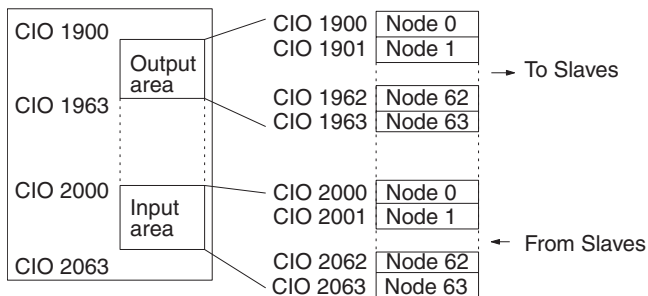 CIO 1900
Output
area
CIO 1963
CIO 2000
Input
area
CIO 2063
CIO 1900 Node 0
CIO 1901 Node 1
CIO 1962 Node 62
CIO 1963 Node 63
To Slaves
CIO 2000 Node 0
CIO 2001 Node 1
CIO 2062 Node 62
CIO 2063 Node 63
From Slaves